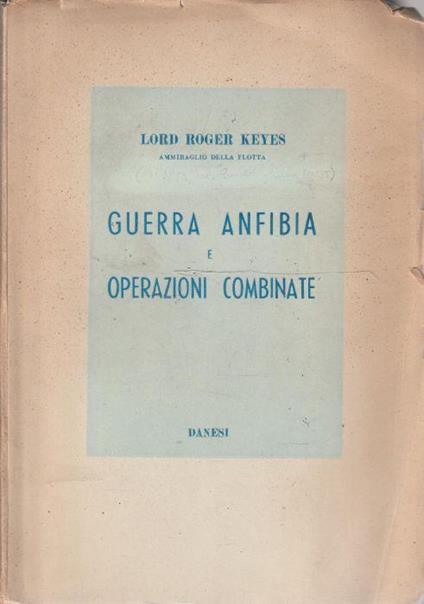 LORD ROGER KEYES
AMMIRAGLIO DELLA FLOTTA
GUERRA ANFIBIA
E
OPERAZIONI COMBINATE
DANESI